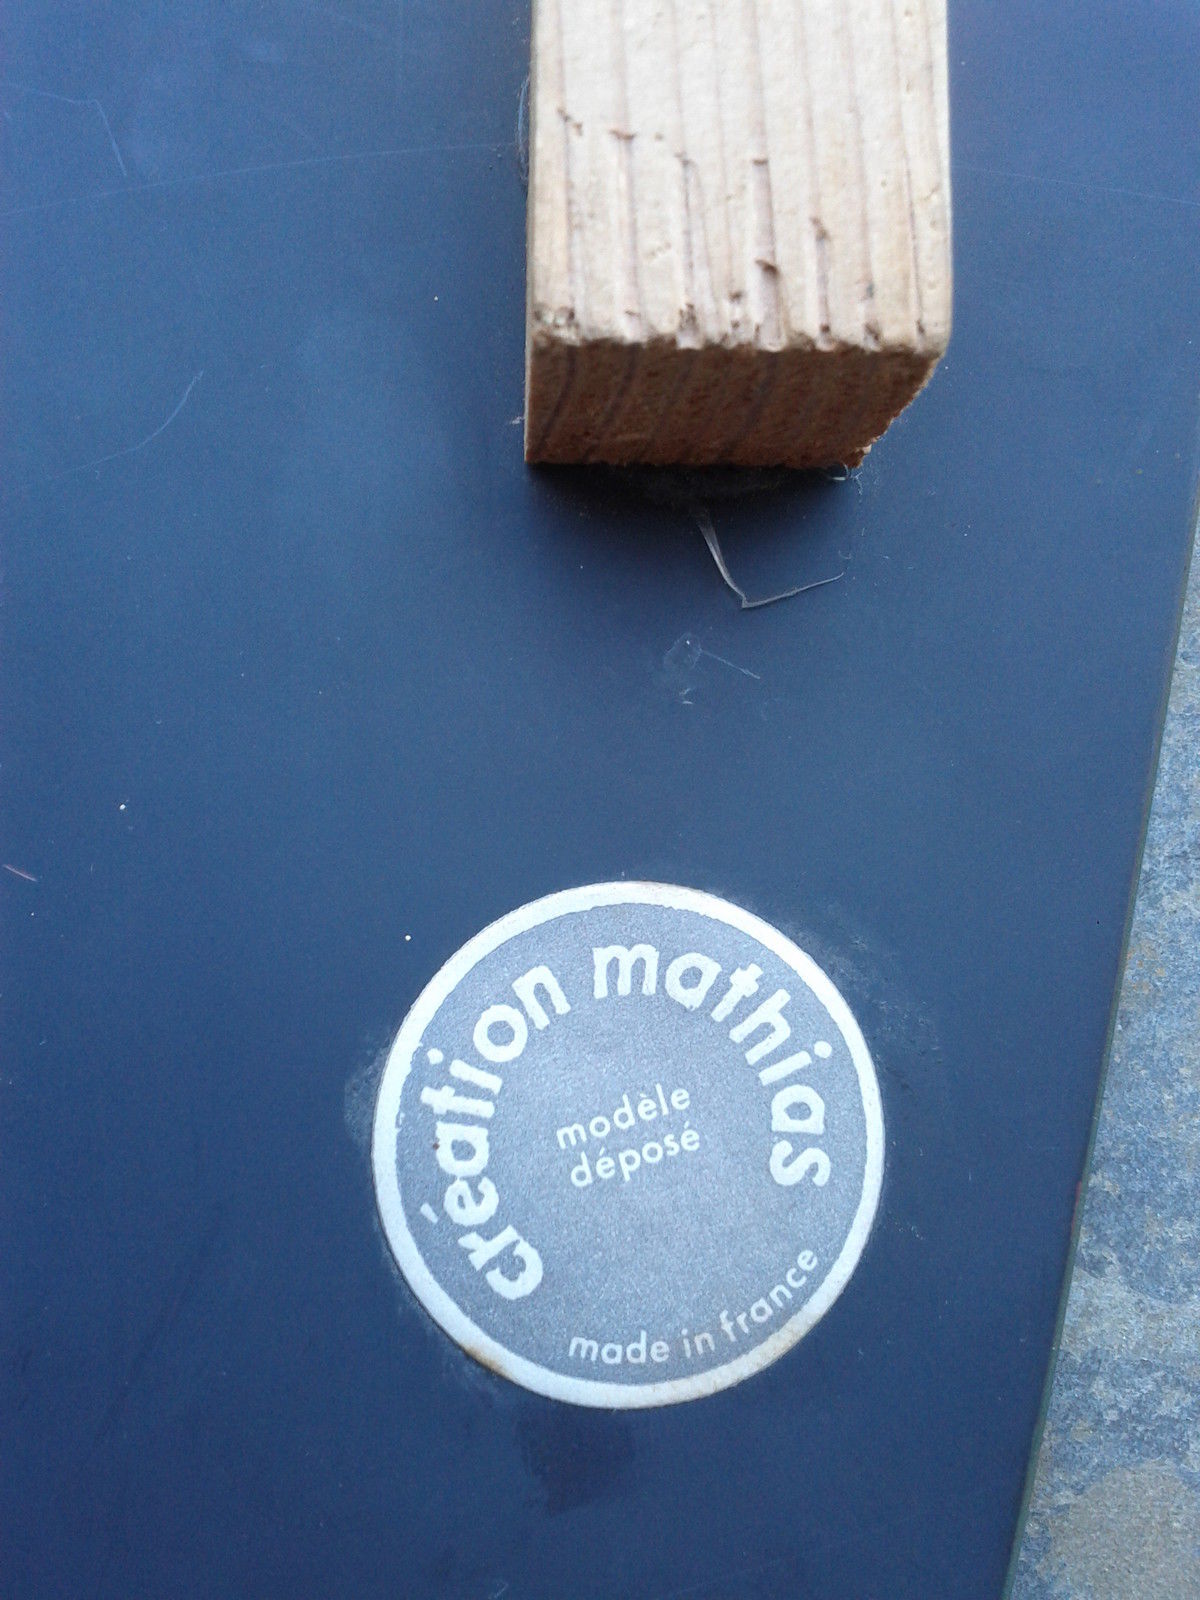 création mathias
modèle
déposé
made in france